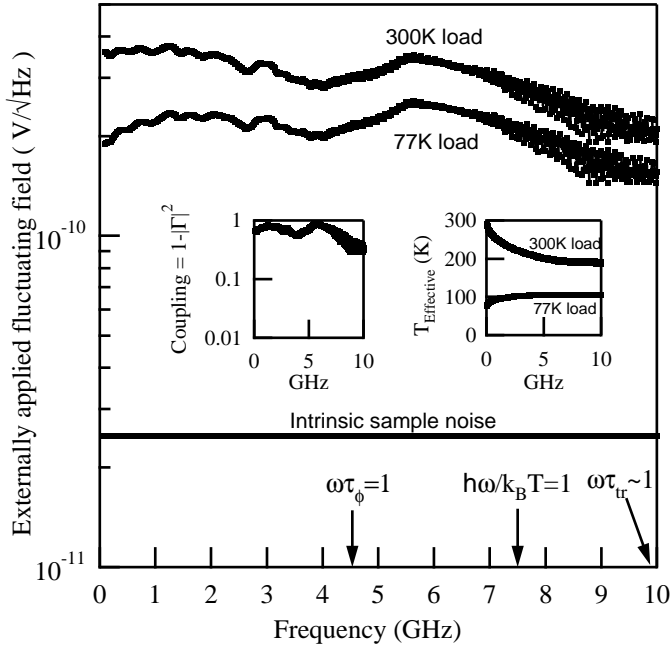 Externally applied fluctuating field ( V/√Hz)
10⁻¹⁰
10⁻¹¹
300K load
77K load
Coupling = 1-|Γ|²
1
0.1
0.01
0 5 10
GHz
T_Effective (K)
300
200
100
0
300K load
77K load
0 5 10
GHz
Intrinsic sample noise
ωτ_ϕ=1
hω/k_BT=1
ωτ_tr~1
0 1 2 3 4 5 6 7 8 9 10
Frequency (GHz)